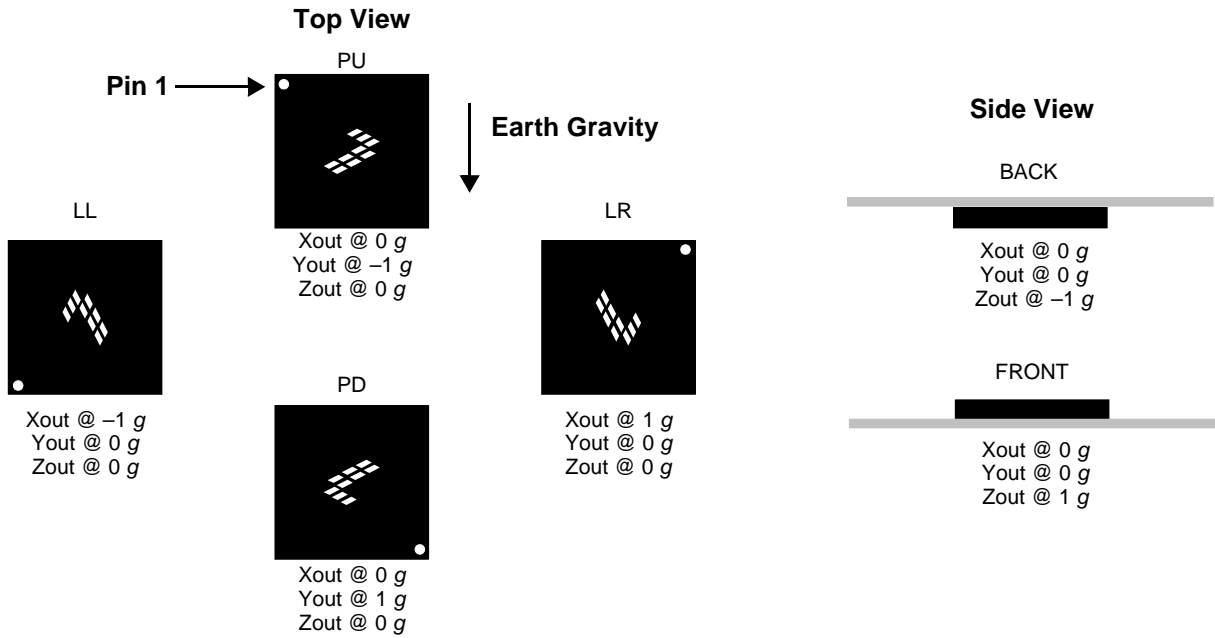 Top View
PU
Pin 1
Earth Gravity
Xout @ 0 g
Yout @ –1 g
Zout @ 0 g
LL
Xout @ –1 g
Yout @ 0 g
Zout @ 0 g
LR
Xout @ 1 g
Yout @ 0 g
Zout @ 0 g
PD
Xout @ 0 g
Yout @ 1 g
Zout @ 0 g
Side View
BACK
Xout @ 0 g
Yout @ 0 g
Zout @ –1 g
FRONT
Xout @ 0 g
Yout @ 0 g
Zout @ 1 g